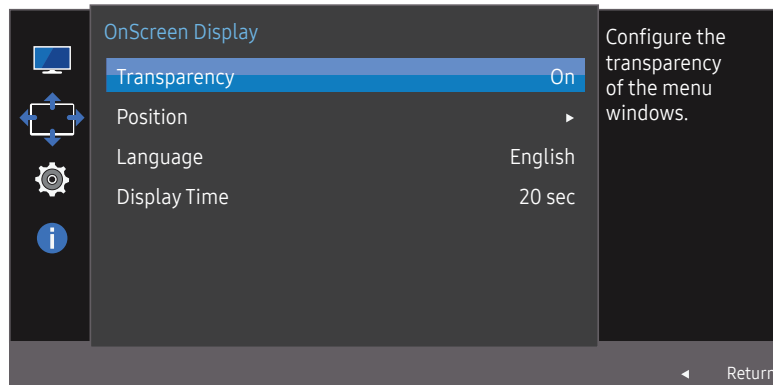 OnScreen Display
Transparency On
Position ▸
Language English
Display Time 20 sec
Configure the
transparency
of the menu
windows.
◂ Return